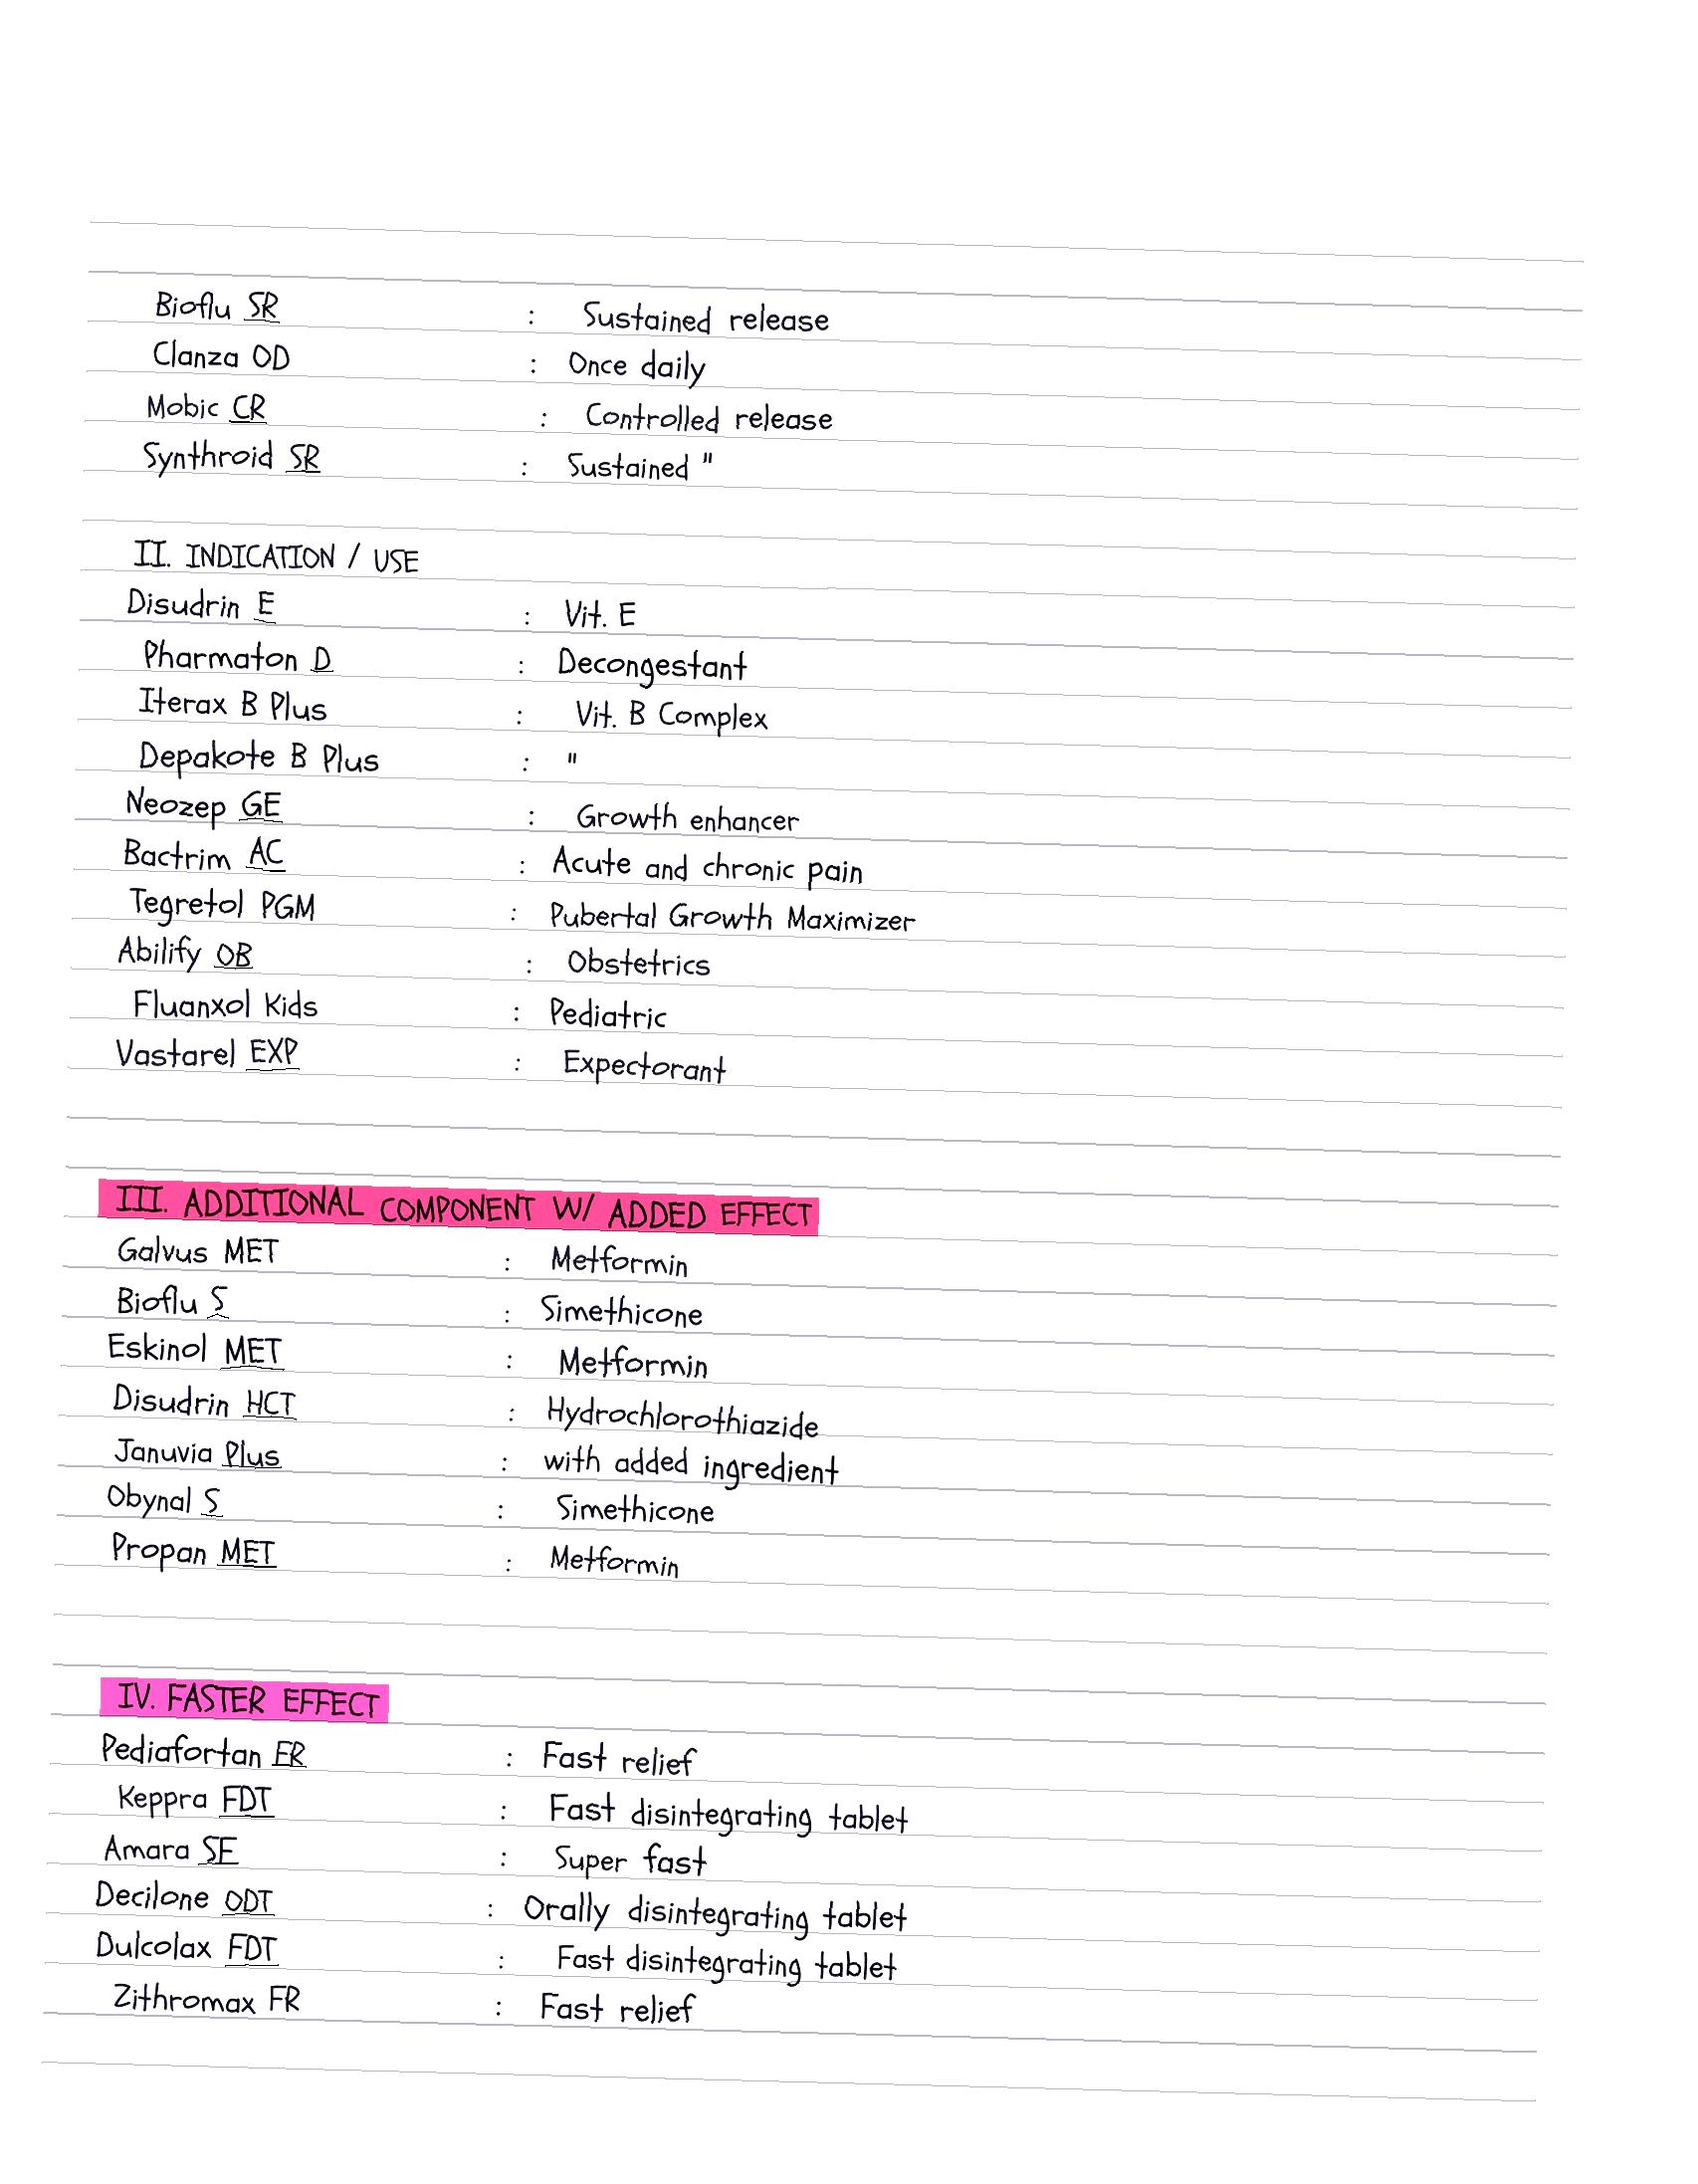 Bioflu SR : Sustained release
Clanza OD : Once daily
Mobic CR : Controlled release
Synthroid SR : Sustained "
II. INDICATION / USE
Disudrin E : Vit. E
Pharmaton D : Decongestant
Iterax B Plus : Vit. B Complex
Depakote B Plus : "
Neozep GE : Growth enhancer
Bactrim AC : Acute and chronic pain
Tegretol PGM : Pubertal Growth Maximizer
Abilify OB : Obstetrics
Fluanxol Kids : Pediatric
Vastarel EXP : Expectorant
III. ADDITIONAL COMPONENT W/ ADDED EFFECT
Galvus MET : Metformin
Bioflu S : Simethicone
Eskinol MET : Metformin
Disudrin HCT : Hydrochlorothiazide
Januvia Plus : with added ingredient
Obynal S : Simethicone
Propan MET : Metformin
IV. FASTER EFFECT
Pediafortan FR : Fast relief
Keppra FDT : Fast disintegrating tablet
Amara SF : Super fast
Decilone ODT : Orally disintegrating tablet
Dulcolax FDT : Fast disintegrating tablet
Zithromax FR : Fast relief